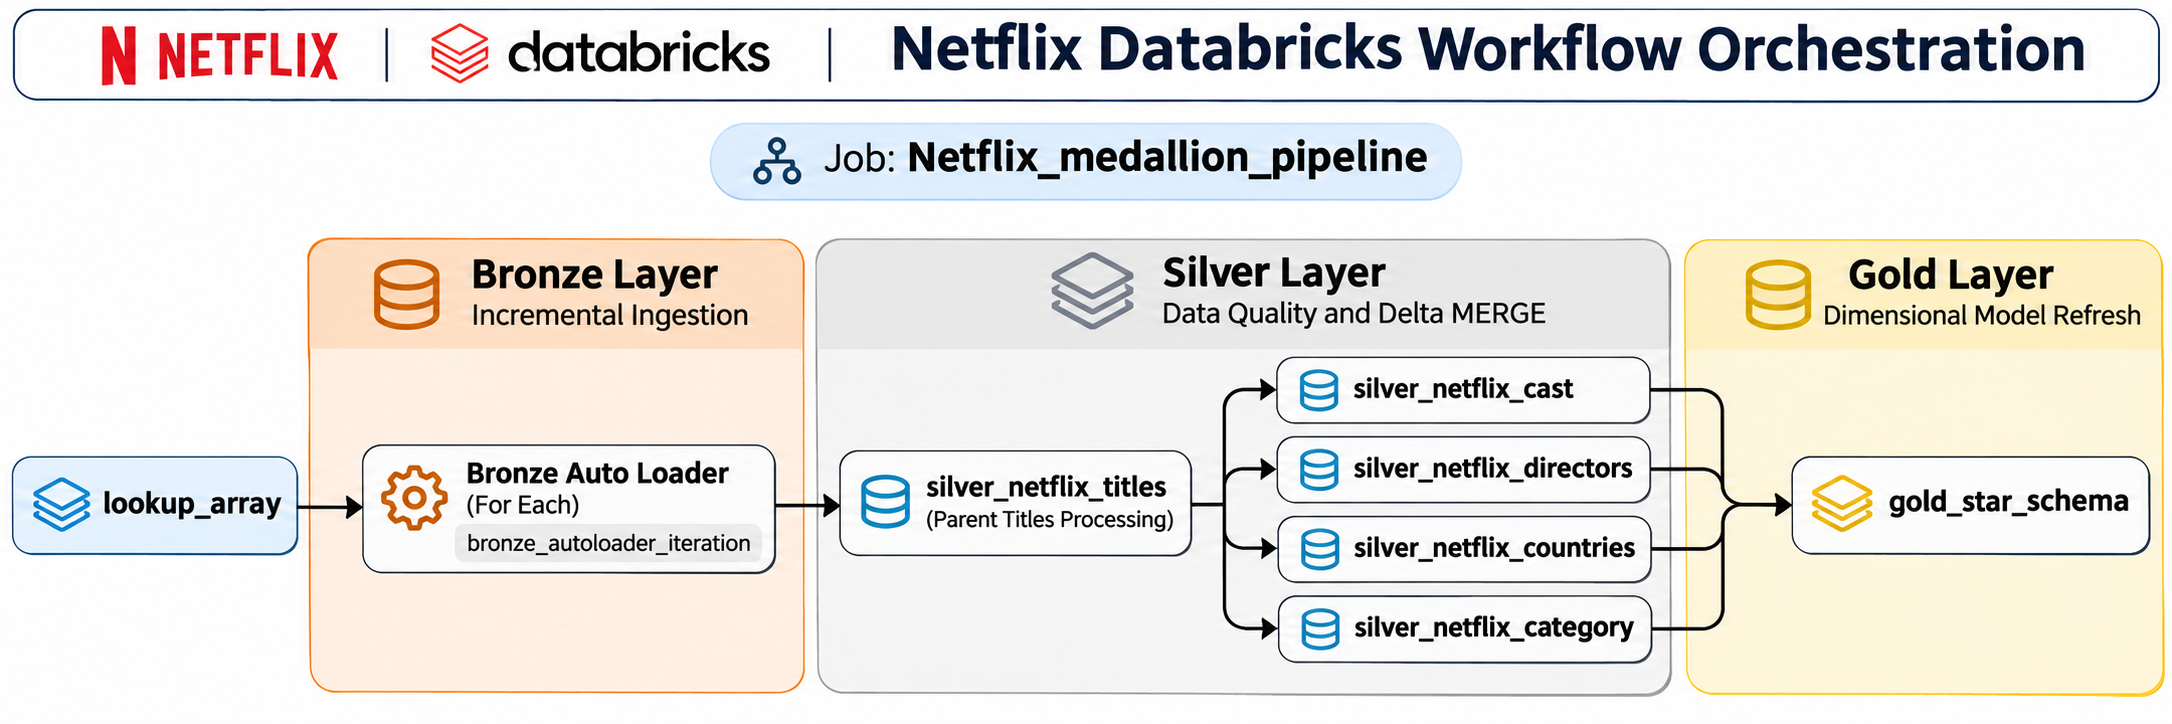 N NETFLIX | databricks | Netflix Databricks Workflow Orchestration
Job: Netflix_medallion_pipeline
Bronze Layer
Incremental Ingestion
Silver Layer
Data Quality and Delta MERGE
Gold Layer
Dimensional Model Refresh
lookup_array
Bronze Auto Loader
(For Each)
bronze_autoloader_iteration
silver_netflix_titles
(Parent Titles Processing)
silver_netflix_cast
silver_netflix_directors
silver_netflix_countries
silver_netflix_category
gold_star_schema